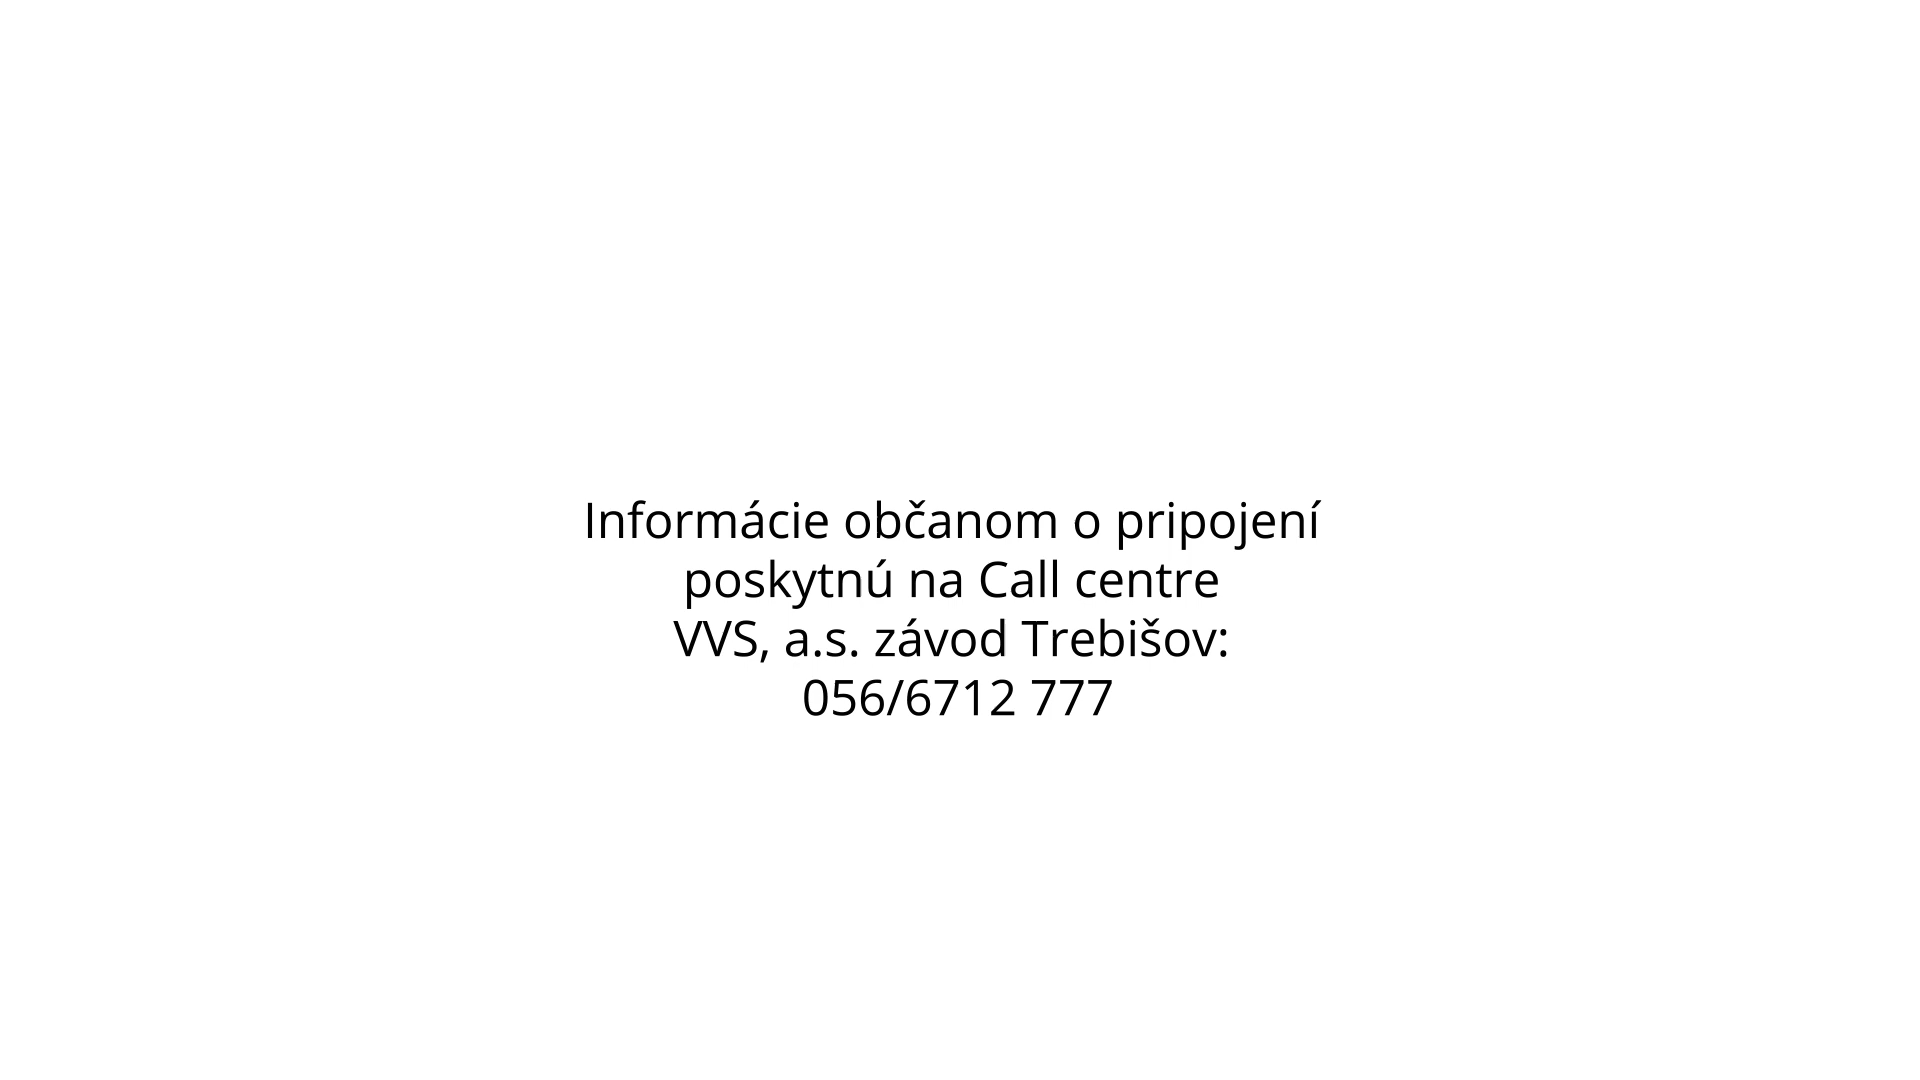 Informácie občanom o pripojení
poskytnú na Call centre
VVS, a.s. závod Trebišov:
056/6712 777